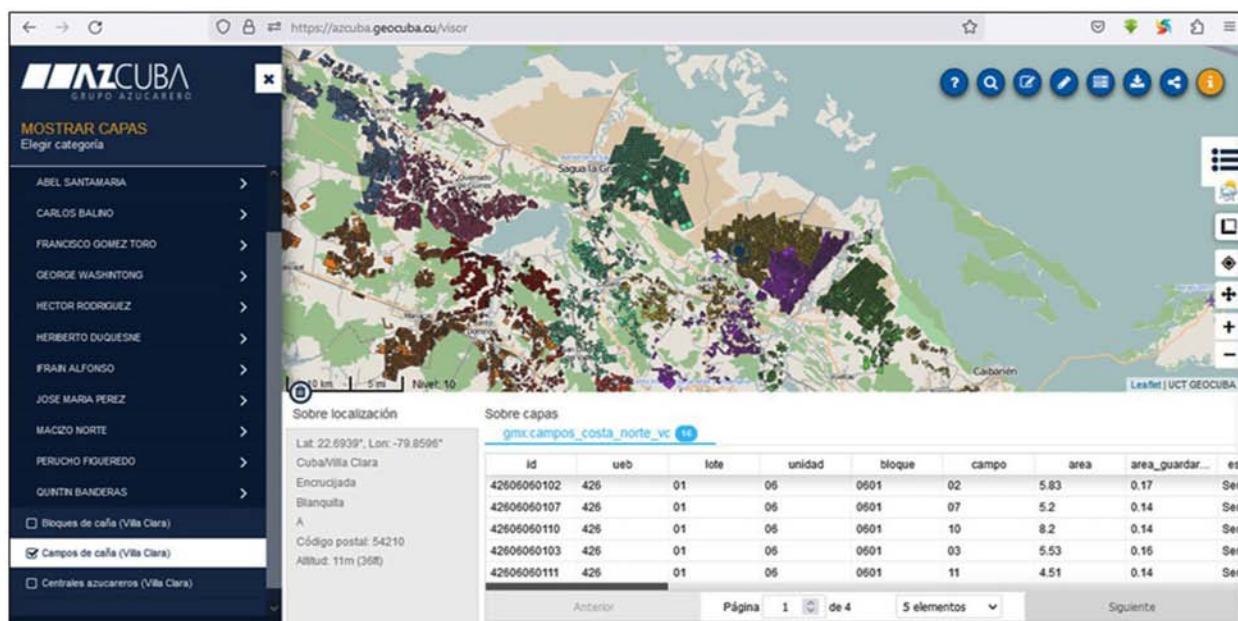 https://azcuba.geocuba.cu/visor
AZCUBA
GRUPO AZUCARERO
MOSTRAR CAPAS
Elegir categoría
ABEL SANTAMARIA
CARLOS BALINO
FRANCISCO GOMEZ TORO
GEORGE WASHINTONG
HECTOR RODRIGUEZ
HERIBERTO DUQUESNE
IFRAIN ALFONSO
JOSE MARIA PEREZ
MACIZO NORTE
PERUCHO FIGUEREDO
QUINTIN BANDERAS
Bloques de caña (Villa Clara)
Campos de caña (Villa Clara)
Centrales azucareros (Villa Clara)
Sagua la Gr
Caibarién
10 km 5 mi Nivel: 10
Leaflet | UCT GEOCUBA
Sobre localización
Lat: 22.6939°, Lon: -79.8596°
Cuba/Villa Clara
Encrucijada
Blanquita
A
Código postal: 54210
Altitud: 11m (36ft)
Sobre capas
gmx:campos_costa_norte_vc 16
id ueb lote unidad bloque campo area area_guardar... es
42606060102 426 01 06 0601 02 5.83 0.17 Ser
42606060107 426 01 06 0601 07 5.2 0.14 Ser
42606060110 426 01 06 0601 10 8.2 0.14 Ser
42606060103 426 01 06 0601 03 5.53 0.16 Ser
42606060111 426 01 06 0601 11 4.51 0.14 Ser
Anterior Página 1 de 4 5 elementos Siguiente